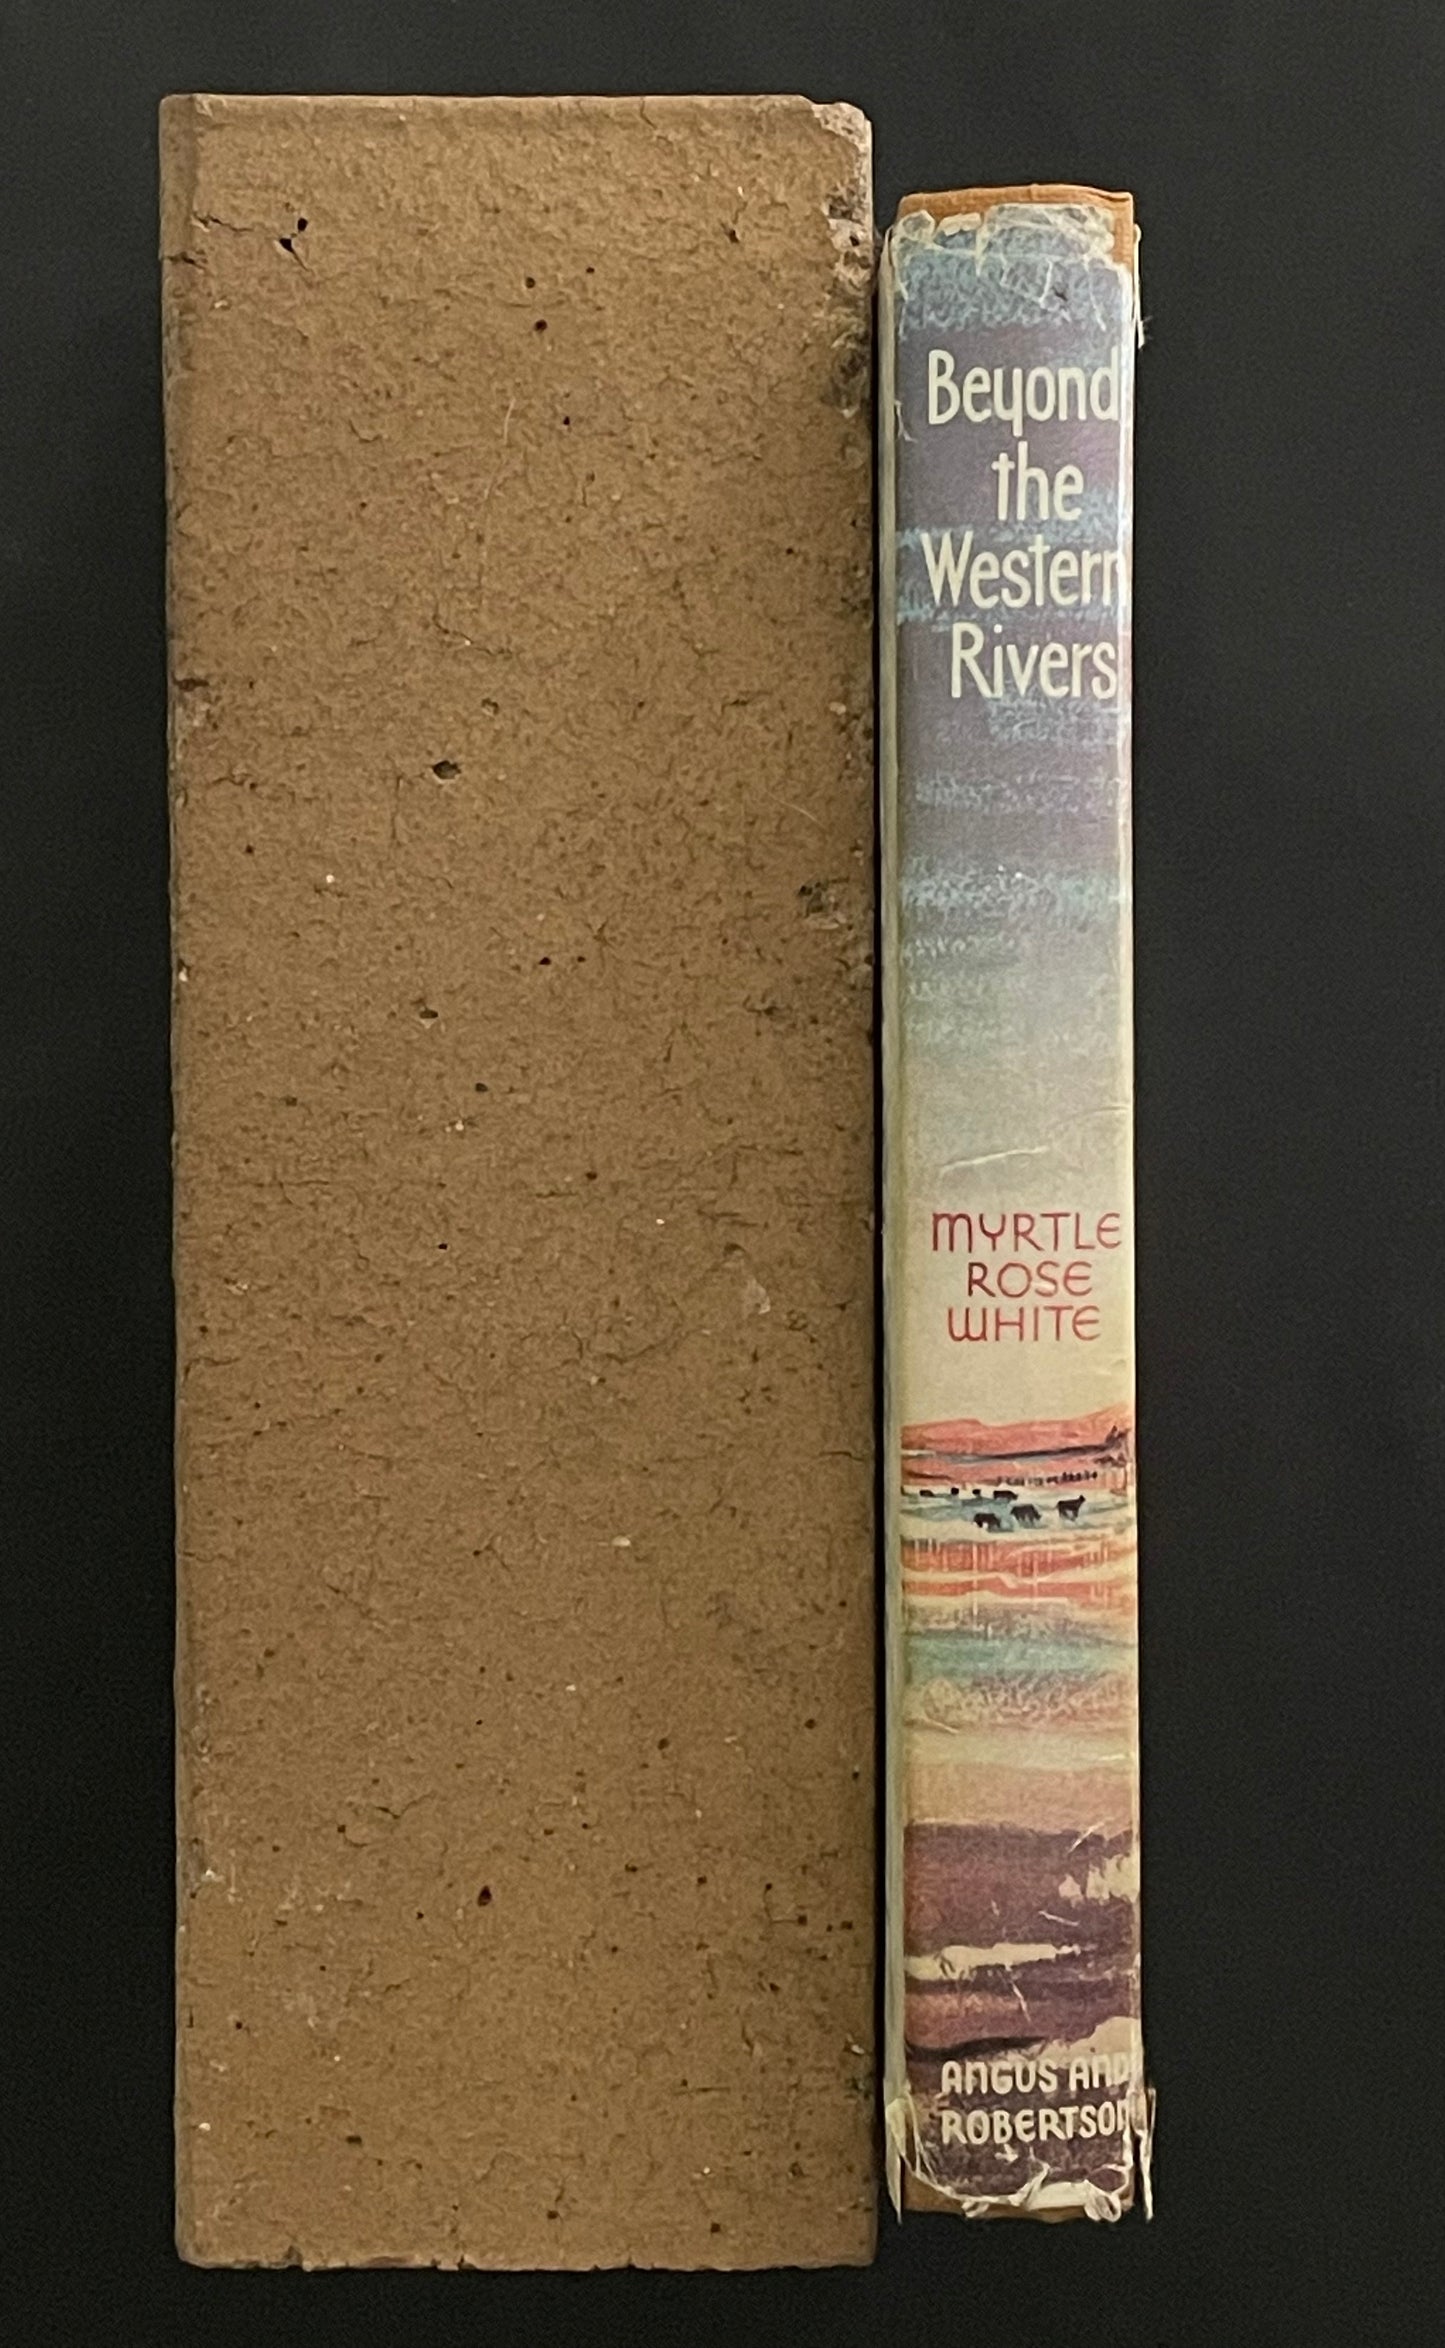 Beyond
the
Western
Rivers
MYRTLE
ROSE
WHITE
ANGUS AND
ROBERTSON